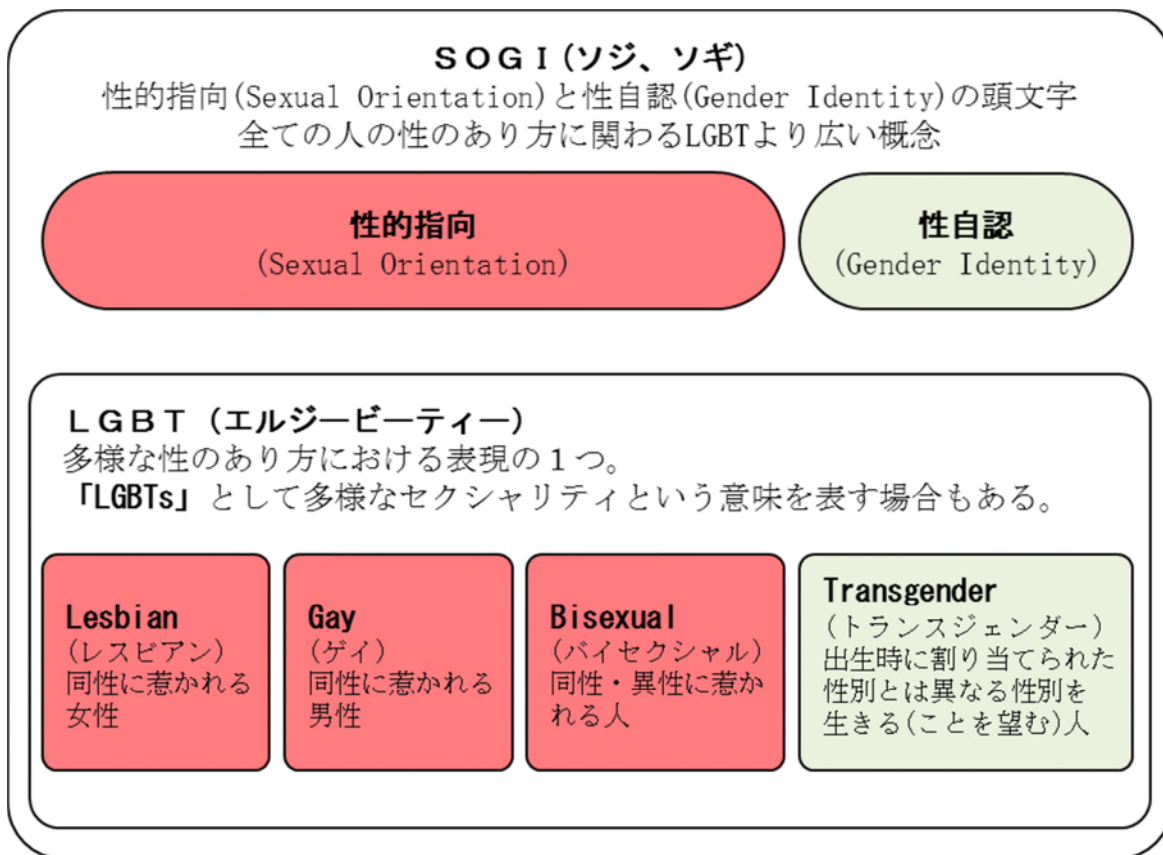 ＳＯＧＩ(ソジ、ソギ)
性的指向(Sexual Orientation)と性自認(Gender Identity)の頭文字
全ての人の性のあり方に関わるLGBTより広い概念
性的指向
(Sexual Orientation)
性自認
(Gender Identity)
ＬＧＢＴ（エルジービーティー）
多様な性のあり方における表現の１つ。
「LGBTs」として多様なセクシャリティという意味を表す場合もある。
Lesbian
(レスビアン)
同性に惹かれる
女性
Gay
(ゲイ)
同性に惹かれる
男性
Bisexual
(バイセクシャル)
同性・異性に惹か
れる人
Transgender
(トランスジェンダー)
出生時に割り当てられた
性別とは異なる性別を
生きる(ことを望む)人